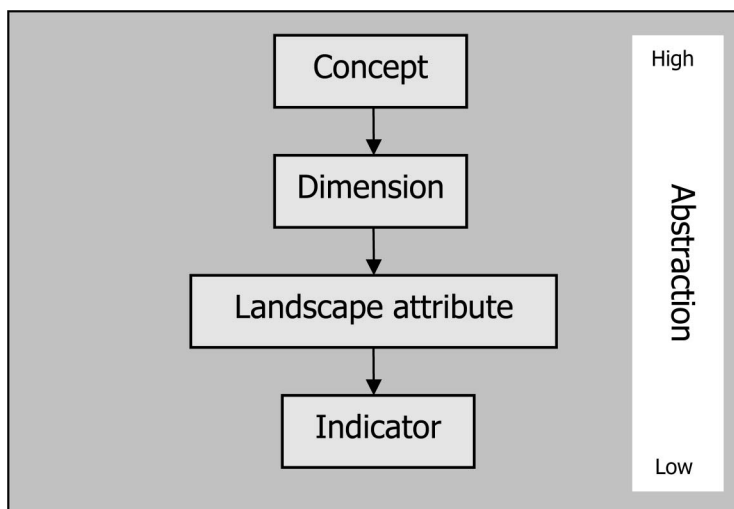 Concept
High
Dimension
Abstraction
Landscape attribute
Indicator
Low